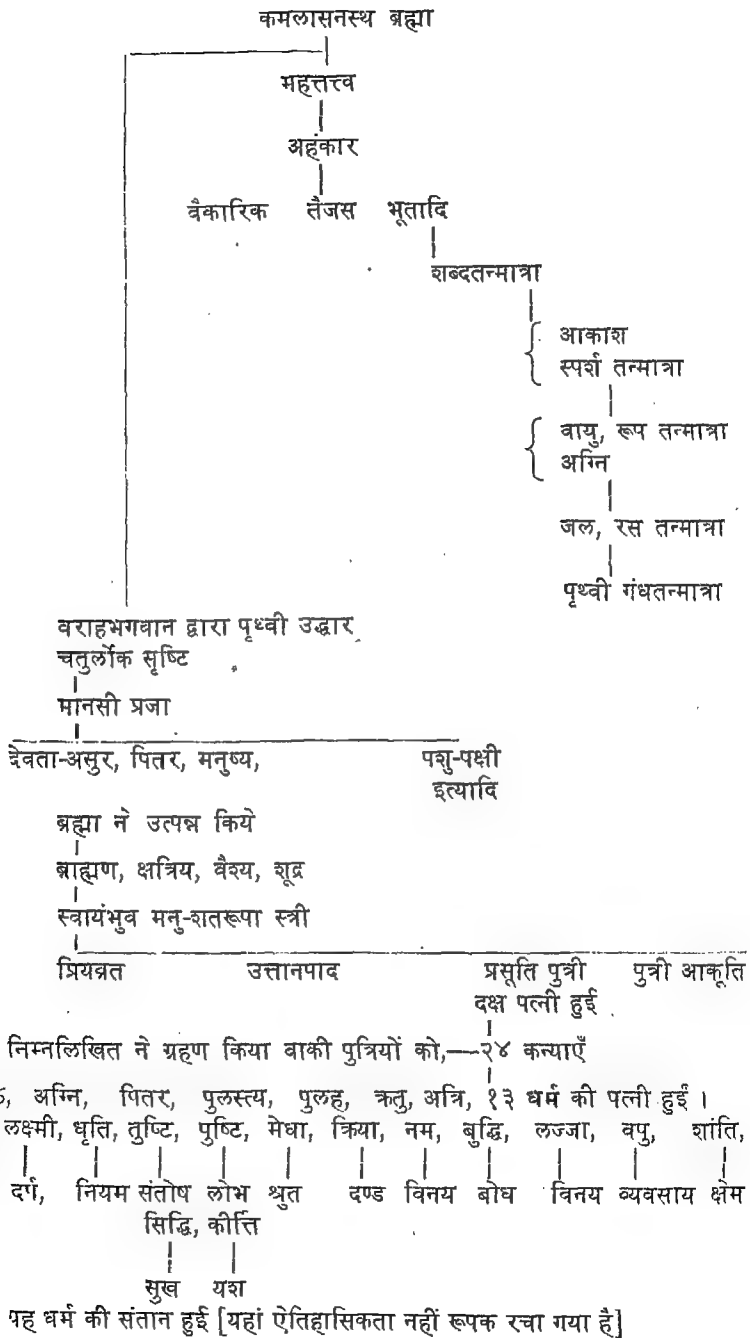 कमलासनस्थ ब्रह्मा
महत्तत्त्व
अहंकार
वैकारिक तैजस भूतादि
शब्दतन्मात्रा
आकाश
स्पर्श तन्मात्रा
वायु, रूप तन्मात्रा
अग्नि
जल, रस तन्मात्रा
पृथ्वी गंधतन्मात्रा
वराहभगवान द्वारा पृथ्वी उद्धार
चतुर्लोक सृष्टि
मानसी प्रजा
देवता-असुर, पितर, मनुष्य, पशु-पक्षी
इत्यादि
ब्रह्मा ने उत्पन्न किये
ब्राह्मण, क्षत्रिय, वैश्य, शूद्र
स्वायंभुव मनु-शतरूपा स्त्री
प्रियव्रत उत्तानपाद प्रसूति पुत्री पुत्री आकूति
दक्ष पत्नी हुई
निम्नलिखित ने ग्रहण किया बाकी पुत्रियों को,—२४ कन्याएँ
अग्नि, पितर, पुलस्त्य, पुलह, ऋतु, अत्रि, १३ धर्म की पत्नी हुईं ।
लक्ष्मी, धृति, तुष्टि, पुष्टि, मेधा, क्रिया, नम, बुद्धि, लज्जा, वपु, शांति,
दर्प, नियम संतोष लोभ श्रुत दण्ड विनय बोध विनय व्यवसाय क्षेम
सिद्धि, कीर्त्ति
सुख यश
यह धर्म की संतान हुई [यहां ऐतिहासिकता नहीं रूपक रचा गया है]